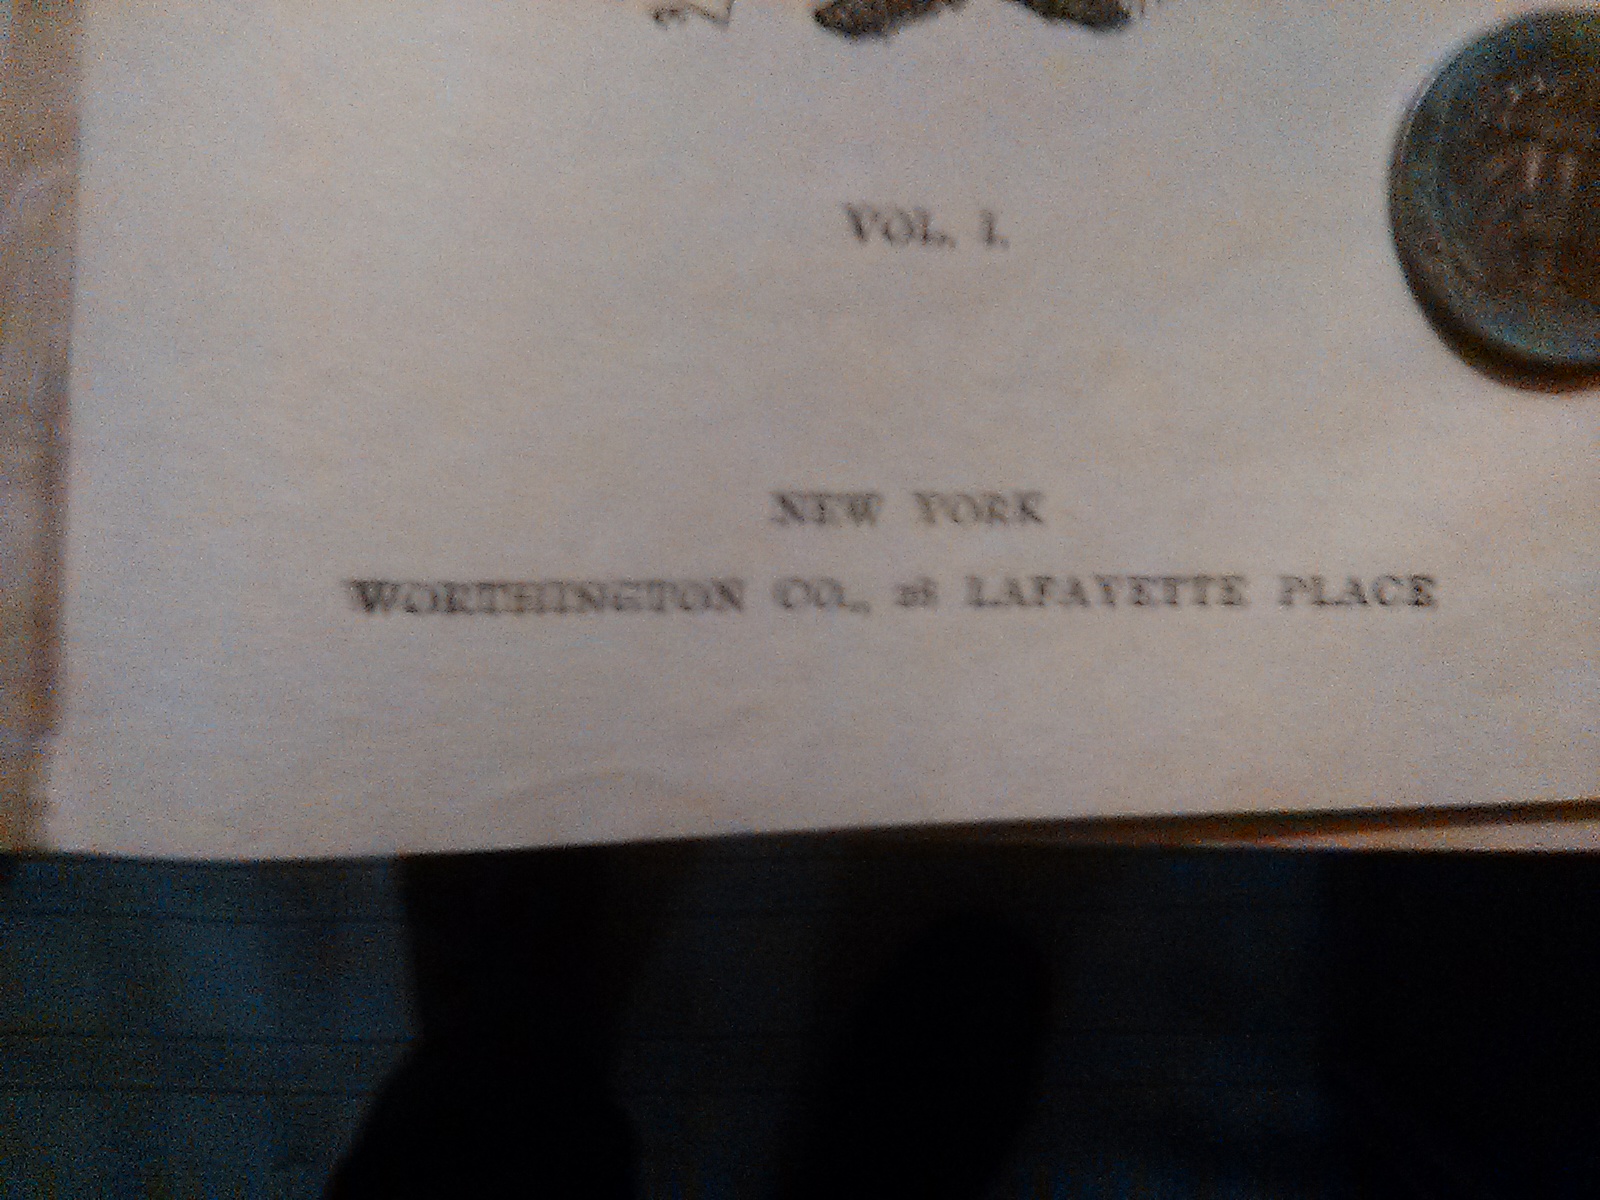 VOL. I.
NEW YORK
WORTHINGTON CO., 28 LAFAYETTE PLACE